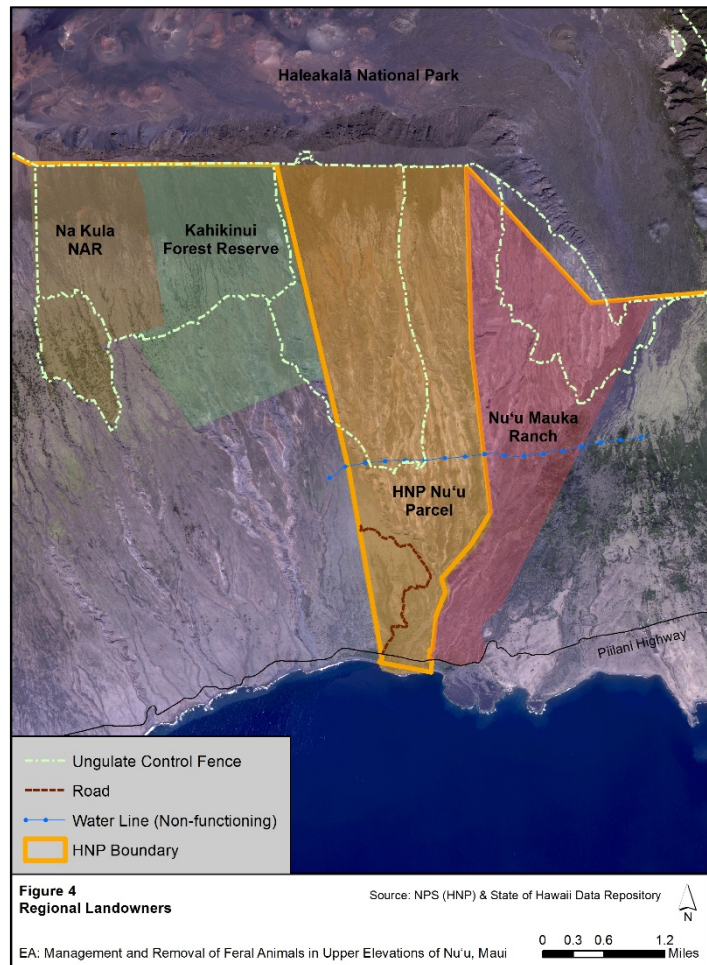 Haleakalā National Park
Na Kula
NAR
Kahikinui
Forest Reserve
Nuʻu Mauka
Ranch
HNP Nuʻu
Parcel
Piilani Highway
Ungulate Control Fence
Road
Water Line (Non-functioning)
HNP Boundary
Figure 4
Regional Landowners
Source: NPS (HNP) & State of Hawaii Data Repository
N
EA: Management and Removal of Feral Animals in Upper Elevations of Nuʻu, Maui
0 0.3 0.6 1.2
Miles